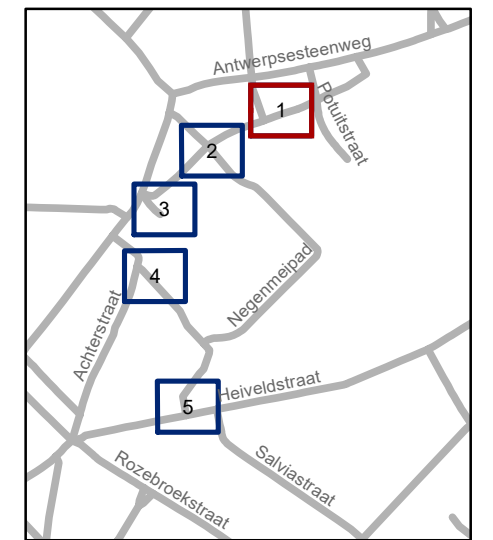 Antwerpsesteenweg
1
Potuitstraat
2
3
4
Negenmeipad
Achterstraat
Heiveldstraat
5
Salviastraat
Rozebroekstraat